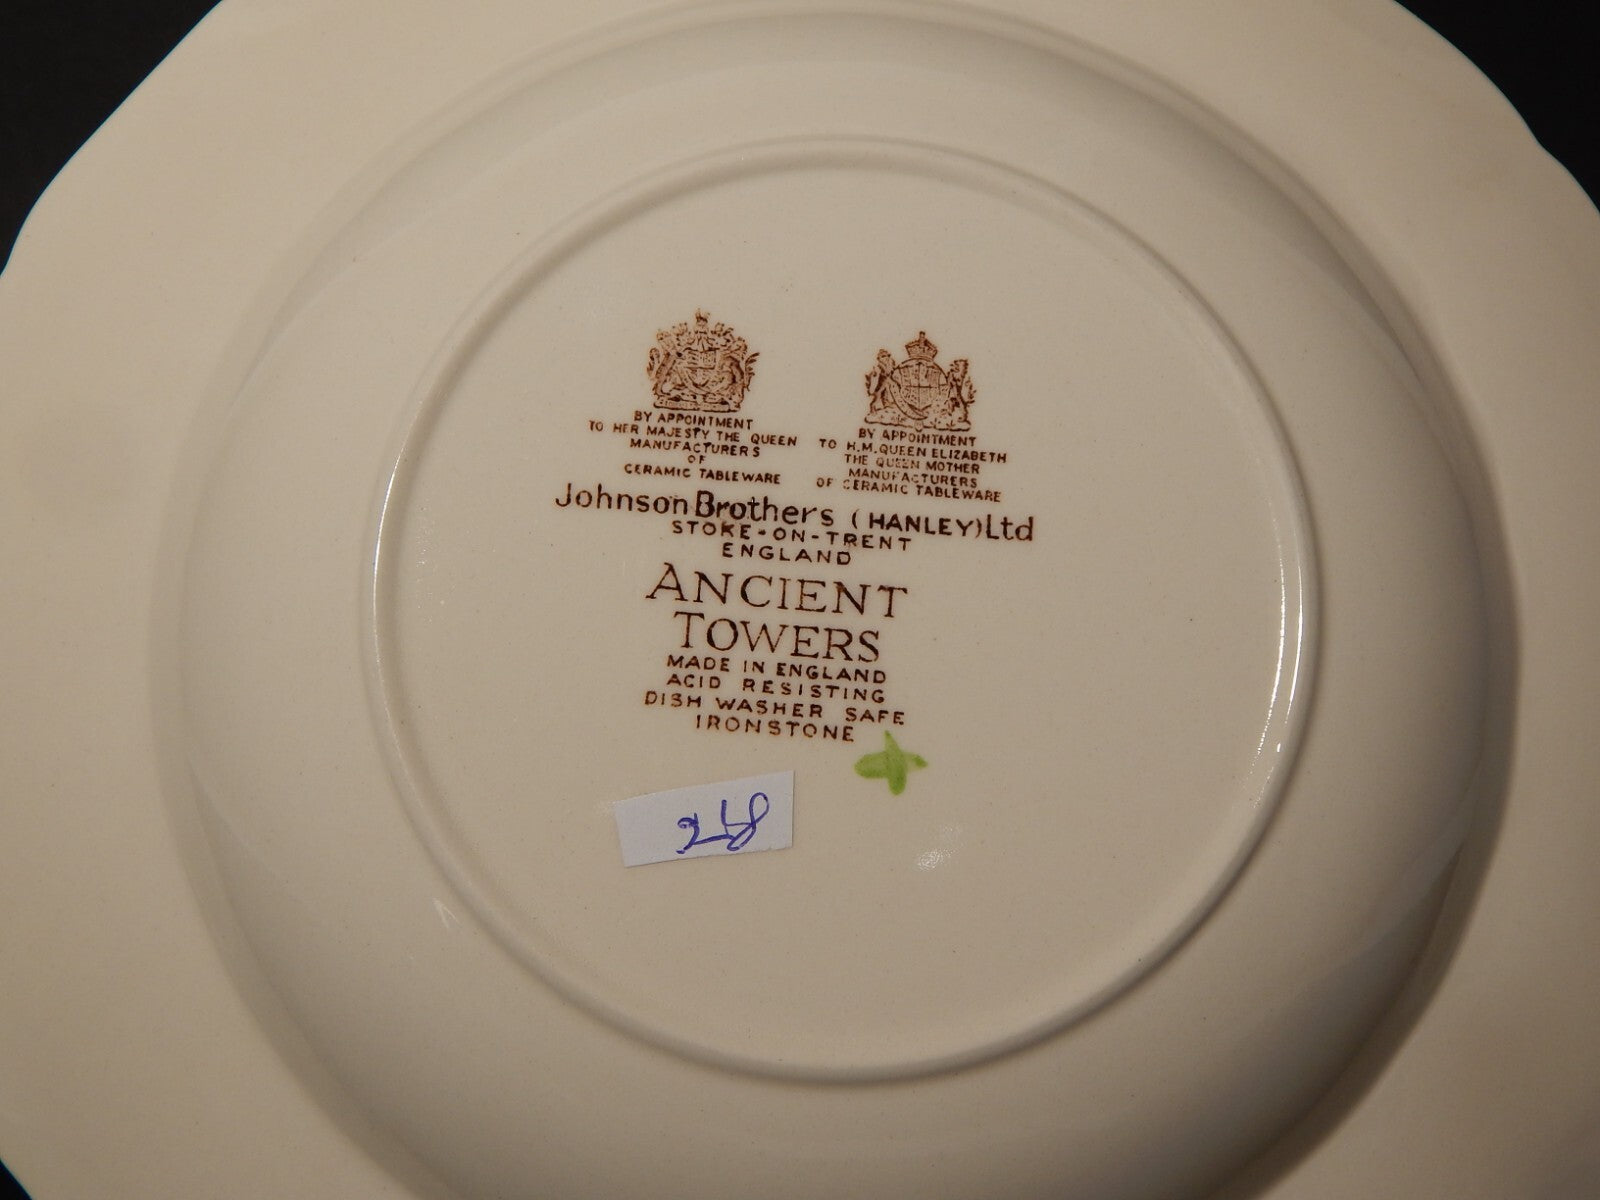 BY APPOINTMENT
TO HER MAJESTY THE QUEEN
MANUFACTURERS
OF
CERAMIC TABLEWARE
BY APPOINTMENT
TO H.M. QUEEN ELIZABETH
THE QUEEN MOTHER
MANUFACTURERS
OF CERAMIC TABLEWARE
Johnson Brothers (HANLEY) Ltd
STOKE-ON-TRENT
ENGLAND
ANCIENT
TOWERS
MADE IN ENGLAND
ACID RESISTING
DISH WASHER SAFE
IRONSTONE